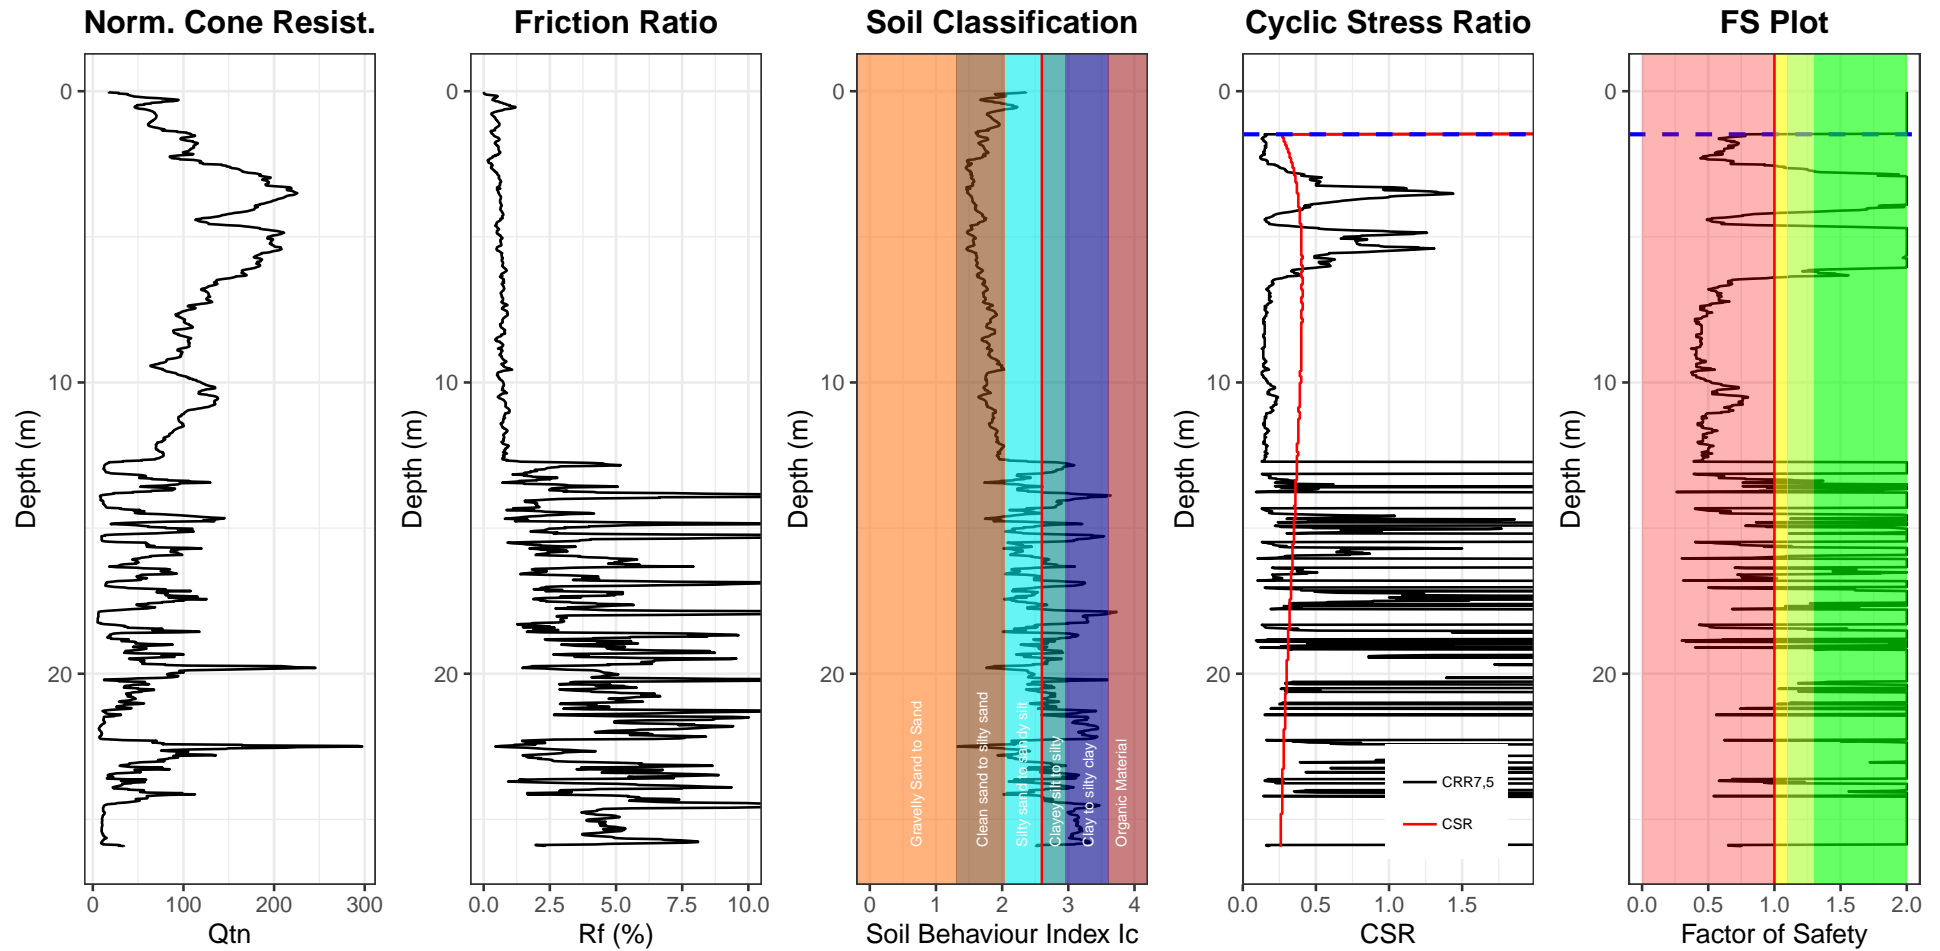 Norm. Cone Resist.
Friction Ratio
Soil Classification
Cyclic Stress Ratio
FS Plot
Depth (m)
0
10
20
0
100
200
300
Qtn
Depth (m)
0
10
20
0.0
2.5
5.0
7.5
10.0
Rf (%)
Depth (m)
0
10
20
Gravelly Sand to Sand
Clean sand to silty sand
Silty sand to sandy silt
Clayey silt to silty
Clay to silty clay
Organic Material
0
1
2
3
4
Soil Behaviour Index Ic
Depth (m)
0
10
20
CRR7,5
CSR
0.0
0.5
1.0
1.5
CSR
Depth (m)
0
10
20
0.0
0.5
1.0
1.5
2.0
Factor of Safety